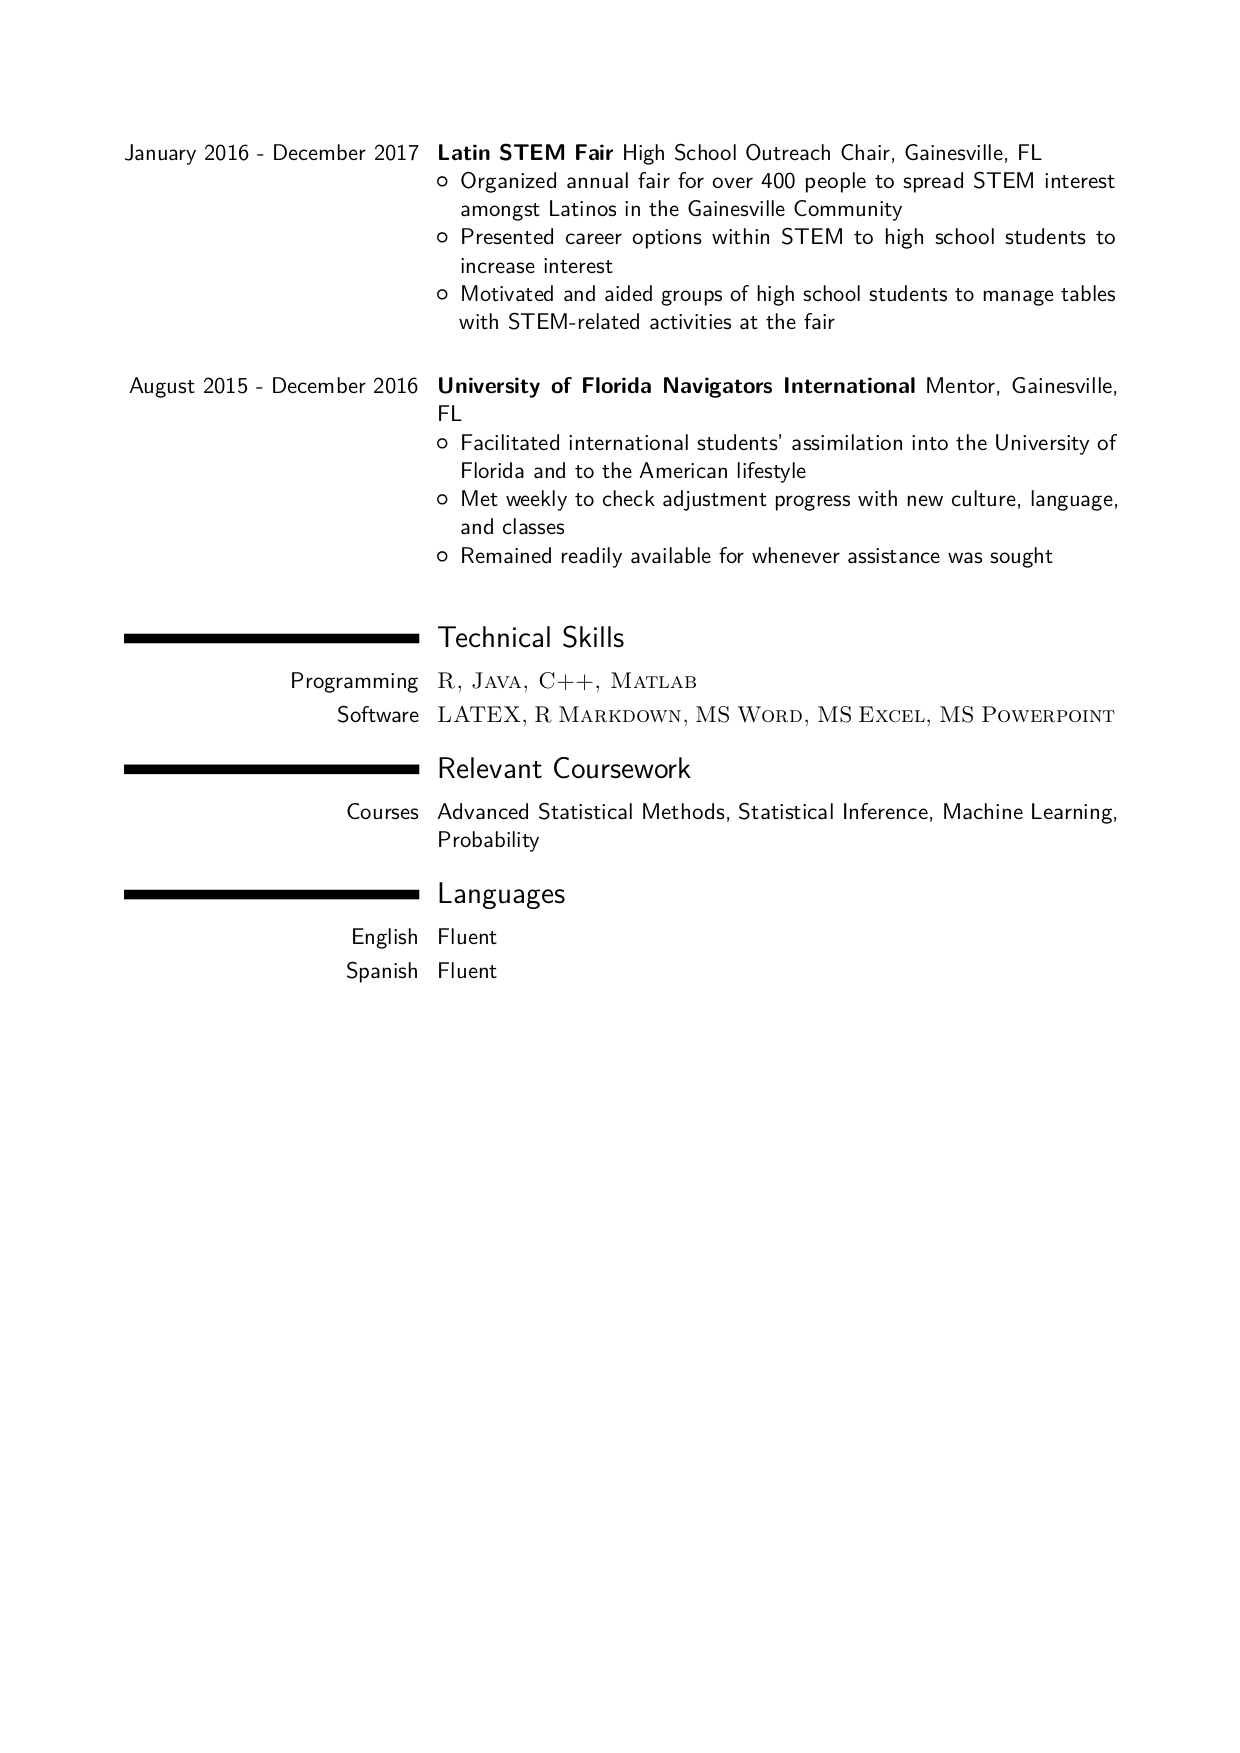 January 2016 - December 2017 Latin STEM Fair High School Outreach Chair, Gainesville, FL
○ Organized annual fair for over 400 people to spread STEM interest
amongst Latinos in the Gainesville Community
○ Presented career options within STEM to high school students to
increase interest
○ Motivated and aided groups of high school students to manage tables
with STEM-related activities at the fair
August 2015 - December 2016 University of Florida Navigators International Mentor, Gainesville,
FL
○ Facilitated international students' assimilation into the University of
Florida and to the American lifestyle
○ Met weekly to check adjustment progress with new culture, language,
and classes
○ Remained readily available for whenever assistance was sought
Technical Skills
Programming R, Java, C++, Matlab
Software LATEX, R Markdown, MS Word, MS Excel, MS Powerpoint
Relevant Coursework
Courses Advanced Statistical Methods, Statistical Inference, Machine Learning,
Probability
Languages
English Fluent
Spanish Fluent